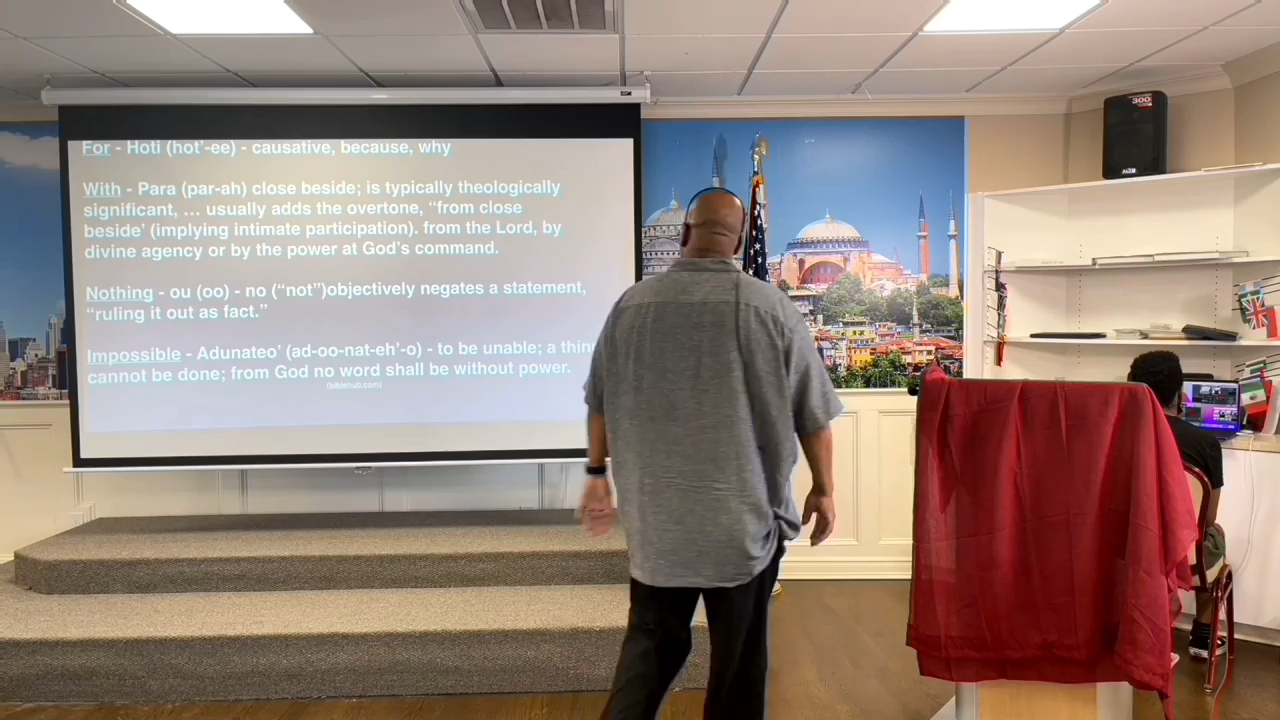 For - Hoti (hot’-ee) - causative, because, why
With - Para (par-ah) close beside; is typically theologically
significant, … usually adds the overtone, “from close
beside’ (implying intimate participation). from the Lord, by
divine agency or by the power at God’s command.
Nothing - ou (oo) - no (“not”)objectively negates a statement,
“ruling it out as fact.”
Impossible - Adunateo’ (ad-oo-nat-eh’-o) - to be unable; a thing
cannot be done; from God no word shall be without power.
(biblehub.com)
300